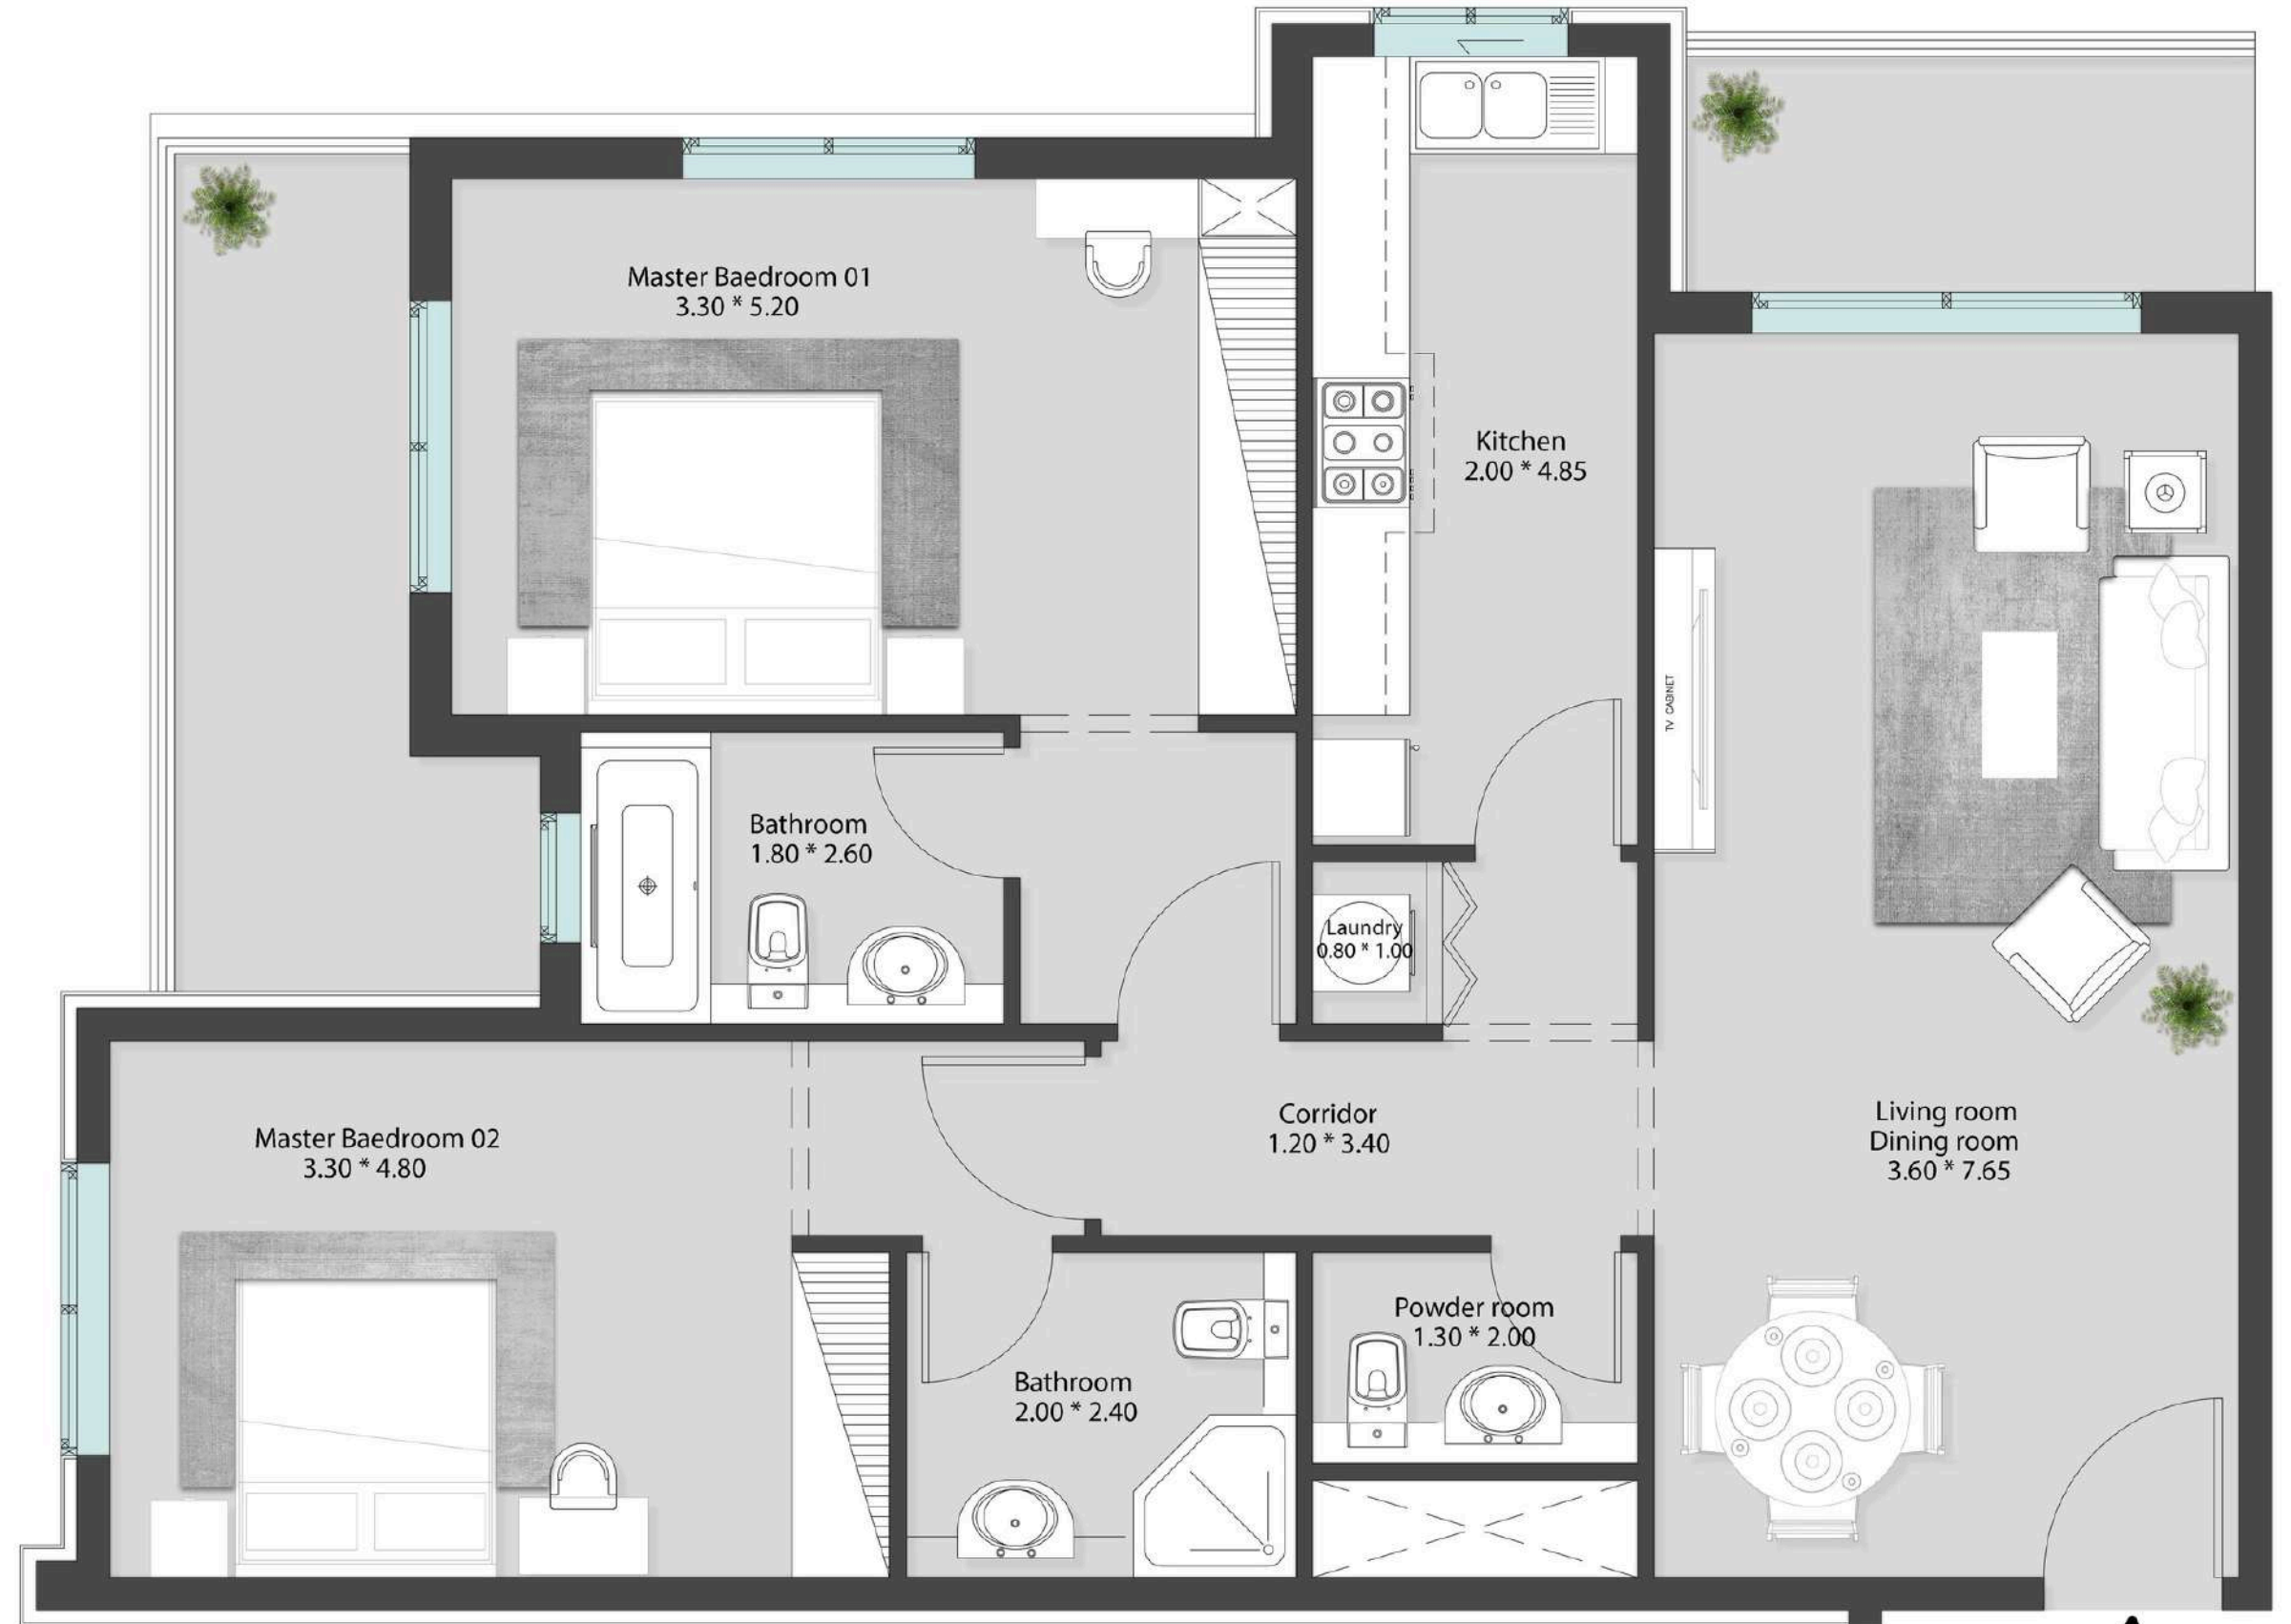 Master Baedroom 01
3.30 * 5.20
Kitchen
2.00 * 4.85
TV CABINET
Bathroom
1.80 * 2.60
Laundry
0.80 * 1.00
Master Baedroom 02
3.30 * 4.80
Corridor
1.20 * 3.40
Living room
Dining room
3.60 * 7.65
Powder room
1.30 * 2.00
Bathroom
2.00 * 2.40